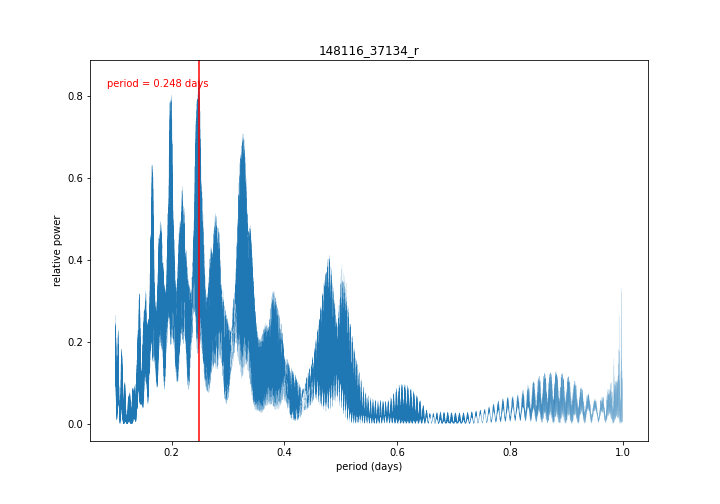 148116_37134_r
period = 0.248 days
0.8
0.6
0.4
0.2
0.0
relative power
0.2 0.4 0.6 0.8 1.0
period (days)